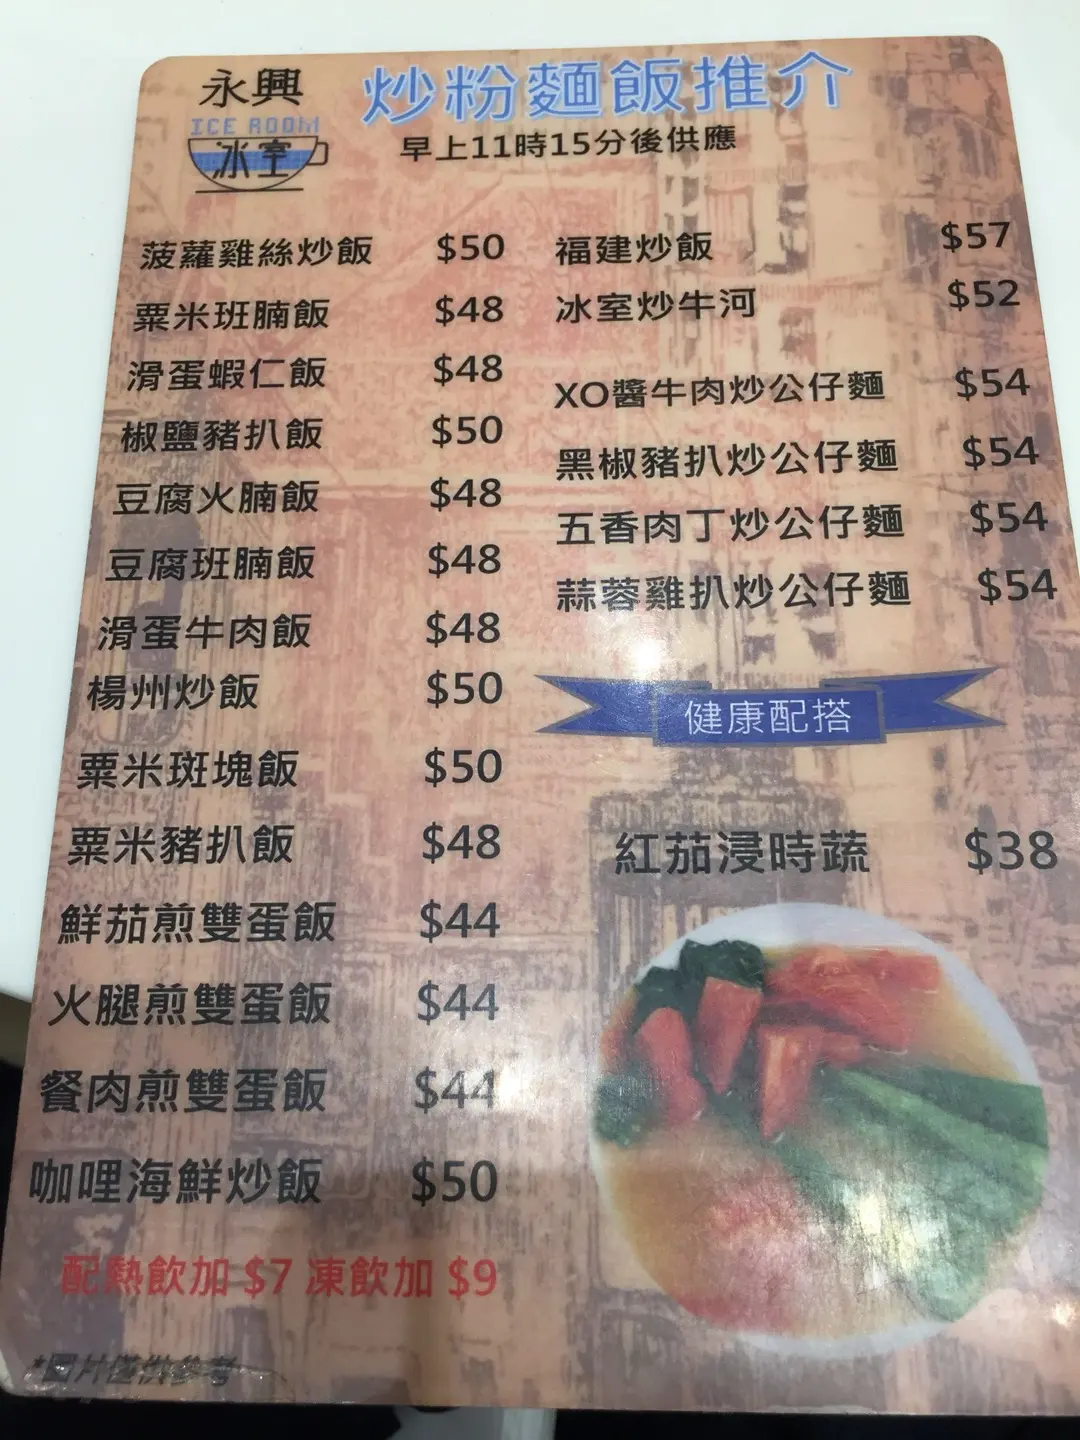 永興
ICE ROOM
冰室
炒粉麵飯推介
早上11時15分後供應
菠蘿雞絲炒飯 $50
粟米班腩飯 $48
滑蛋蝦仁飯 $48
椒鹽豬扒飯 $50
豆腐火腩飯 $48
豆腐班腩飯 $48
滑蛋牛肉飯 $48
楊州炒飯 $50
粟米斑塊飯 $50
粟米豬扒飯 $48
鮮茄煎雙蛋飯 $44
火腿煎雙蛋飯 $44
餐肉煎雙蛋飯 $44
咖哩海鮮炒飯 $50
配熱飲加 $7 凍飲加 $9
*圖片僅供參考
福建炒飯 $57
冰室炒牛河 $52
XO醬牛肉炒公仔麵 $54
黑椒豬扒炒公仔麵 $54
五香肉丁炒公仔麵 $54
蒜蓉雞扒炒公仔麵 $54
健康配搭
紅茄浸時蔬 $38